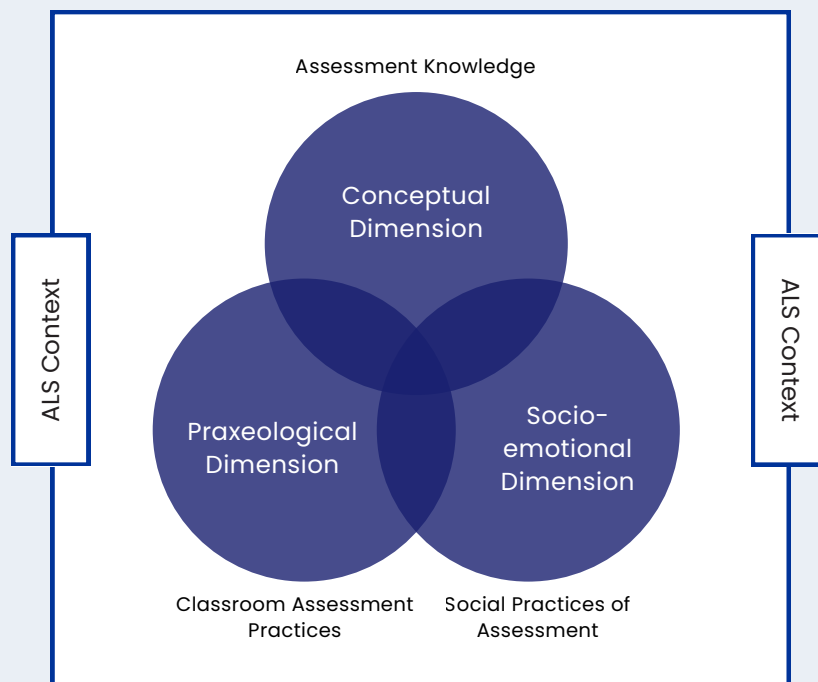 Assessment Knowledge
Conceptual
Dimension
ALS Context
ALS Context
Praxeological
Dimension
Socio-
emotional
Dimension
Classroom Assessment
Practices
Social Practices of
Assessment